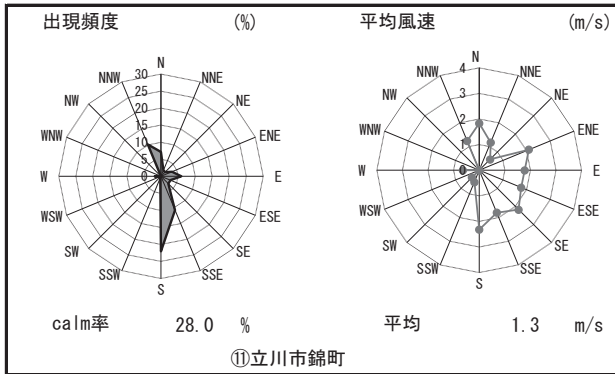 出現頻度 (%)
N
NNE
NE
ENE
E
ESE
SE
SSE
S
SSW
SW
WSW
W
WNW
NW
NNW
30
25
20
15
10
5
0
calm率 28.0 %
平均風速 (m/s)
N
NNE
NE
ENE
E
ESE
SE
SSE
S
SSW
SW
WSW
W
WNW
NW
NNW
4
3
2
1
0
平均 1.3 m/s
⑪立川市錦町